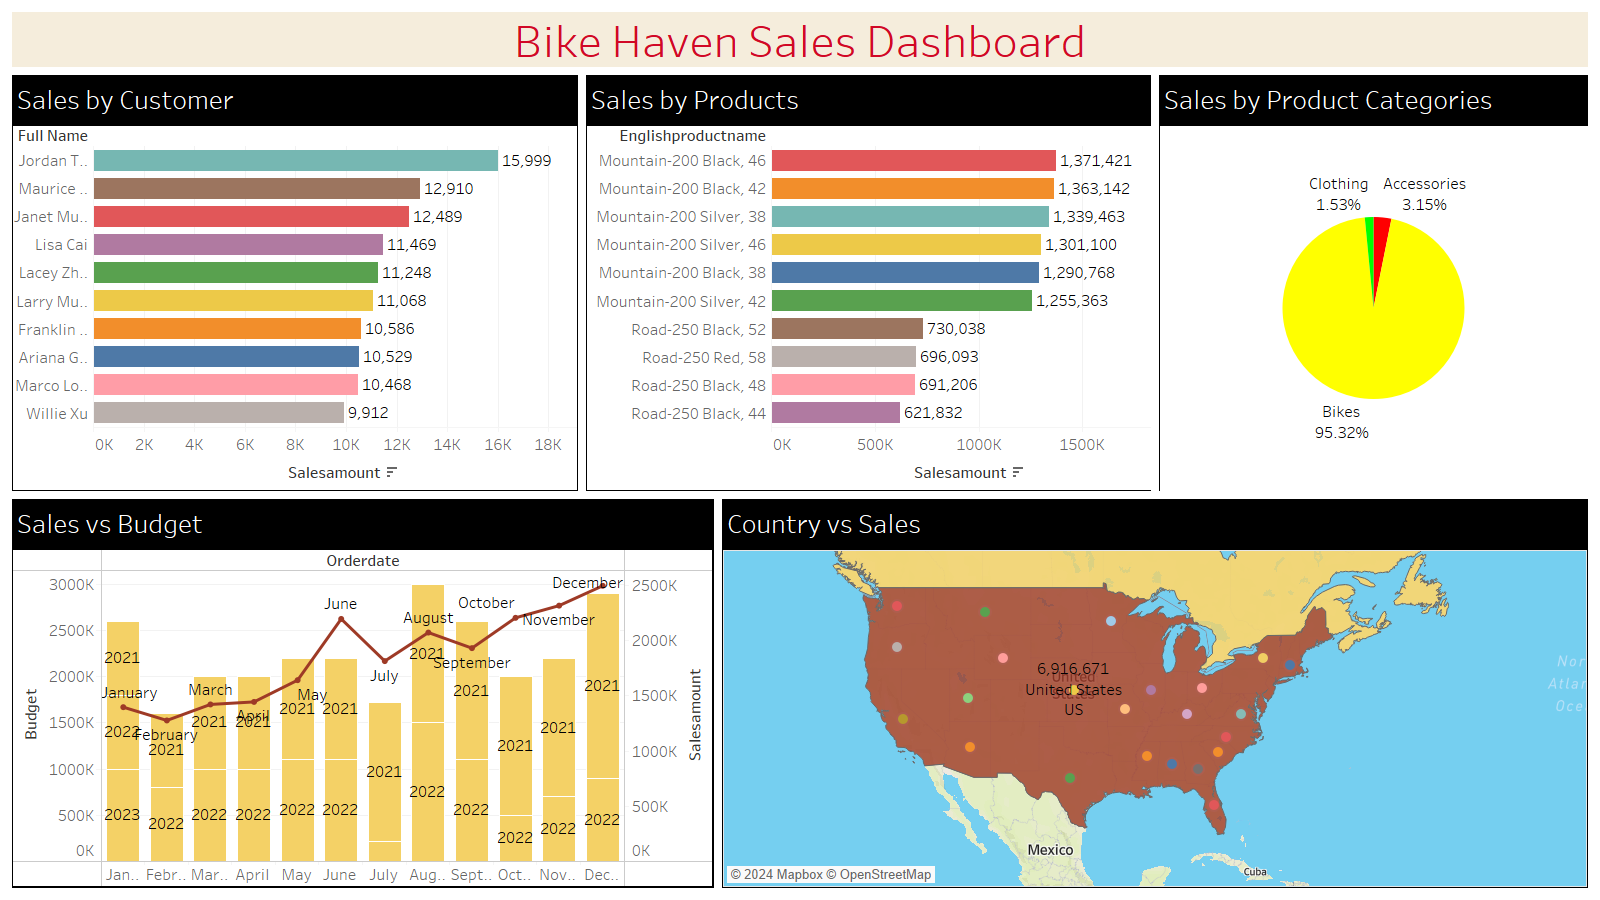 Bike Haven Sales Dashboard
Sales by Customer
Full Name
Jordan T.. 15,999
Maurice .. 12,910
Janet Mu.. 12,489
Lisa Cai 11,469
Lacey Zh.. 11,248
Larry Mu.. 11,068
Franklin .. 10,586
Ariana G.. 10,529
Marco Lo.. 10,468
Willie Xu 9,912
0K 2K 4K 6K 8K 10K 12K 14K 16K 18K
Salesamount
Sales by Products
Englishproductname
Mountain-200 Black, 46 1,371,421
Mountain-200 Black, 42 1,363,142
Mountain-200 Silver, 38 1,339,463
Mountain-200 Silver, 46 1,301,100
Mountain-200 Black, 38 1,290,768
Mountain-200 Silver, 42 1,255,363
Road-250 Black, 52 730,038
Road-250 Red, 58 696,093
Road-250 Black, 48 691,206
Road-250 Black, 44 621,832
0K 500K 1000K 1500K
Salesamount
Sales by Product Categories
Clothing Accessories
1.53% 3.15%
Bikes
95.32%
Sales vs Budget
Orderdate
Budget
3000K
2500K
2000K
1500K
1000K
500K
0K
December
June
October
August
November
2021 2021
September
July
2021
2021
January
March
May
2021 2021
April
2021 2021
2022
February
2021
2021
2021
2023 2022 2022 2022 2022 2022 2022 2022 2022 2022 2022
2500K
2000K
1500K
1000K
500K
0K
Salesamount
Jan.. Febr.. Mar.. April May June July Aug.. Sept.. Oct.. Nov.. Dec..
Country vs Sales
6,916,671
United States
United States
US
Nor
Atlar
Oce
Mexico
Cuba
© 2024 Mapbox © OpenStreetMap